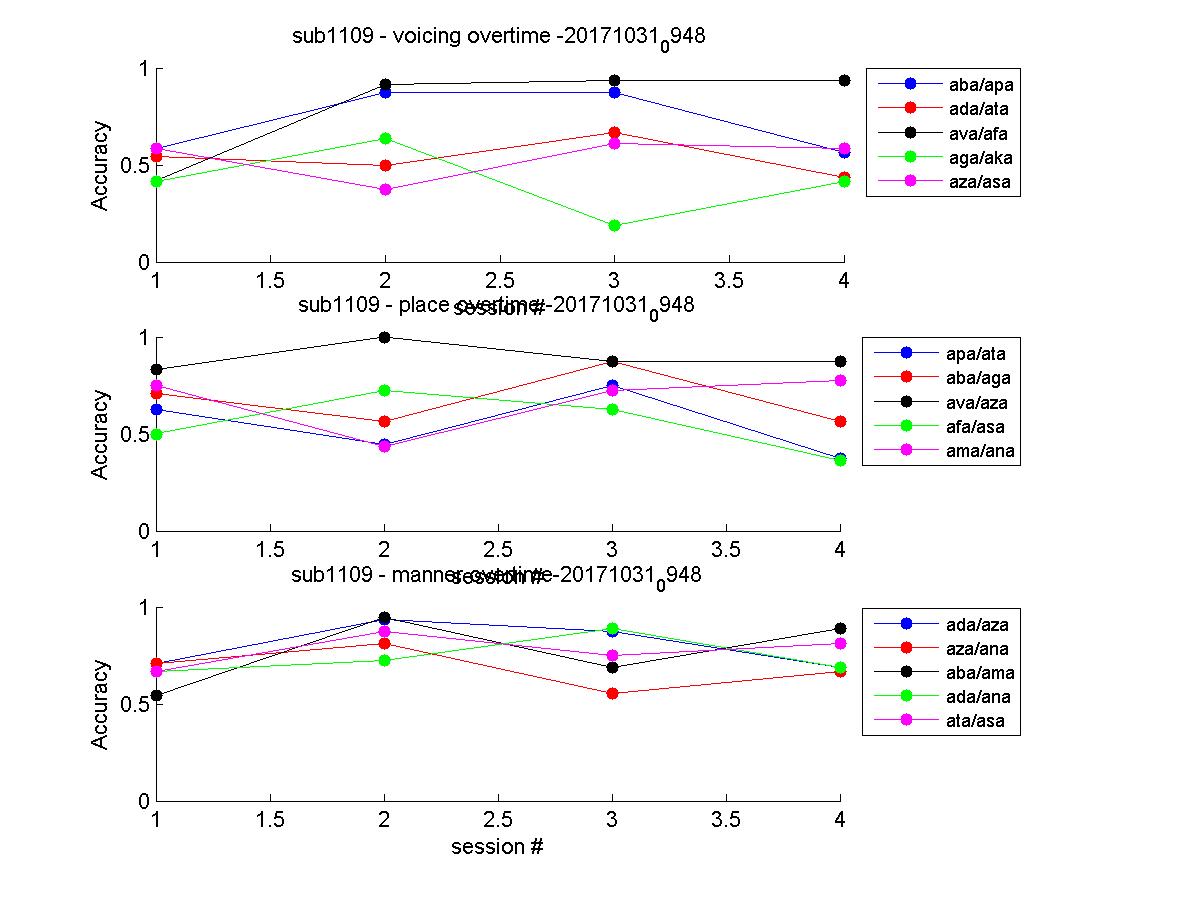 sub1109 - voicing overtime -20171031₀948
1
0.5
0
Accuracy
1 1.5 2 2.5 3 3.5 4
session #
aba/apa
ada/ata
ava/afa
aga/aka
aza/asa
sub1109 - place overtime -20171031₀948
1
0.5
0
Accuracy
1 1.5 2 2.5 3 3.5 4
session #
apa/ata
aba/aga
ava/aza
afa/asa
ama/ana
sub1109 - manner overtime -20171031₀948
1
0.5
0
Accuracy
1 1.5 2 2.5 3 3.5 4
session #
ada/aza
aza/ana
aba/ama
ada/ana
ata/asa